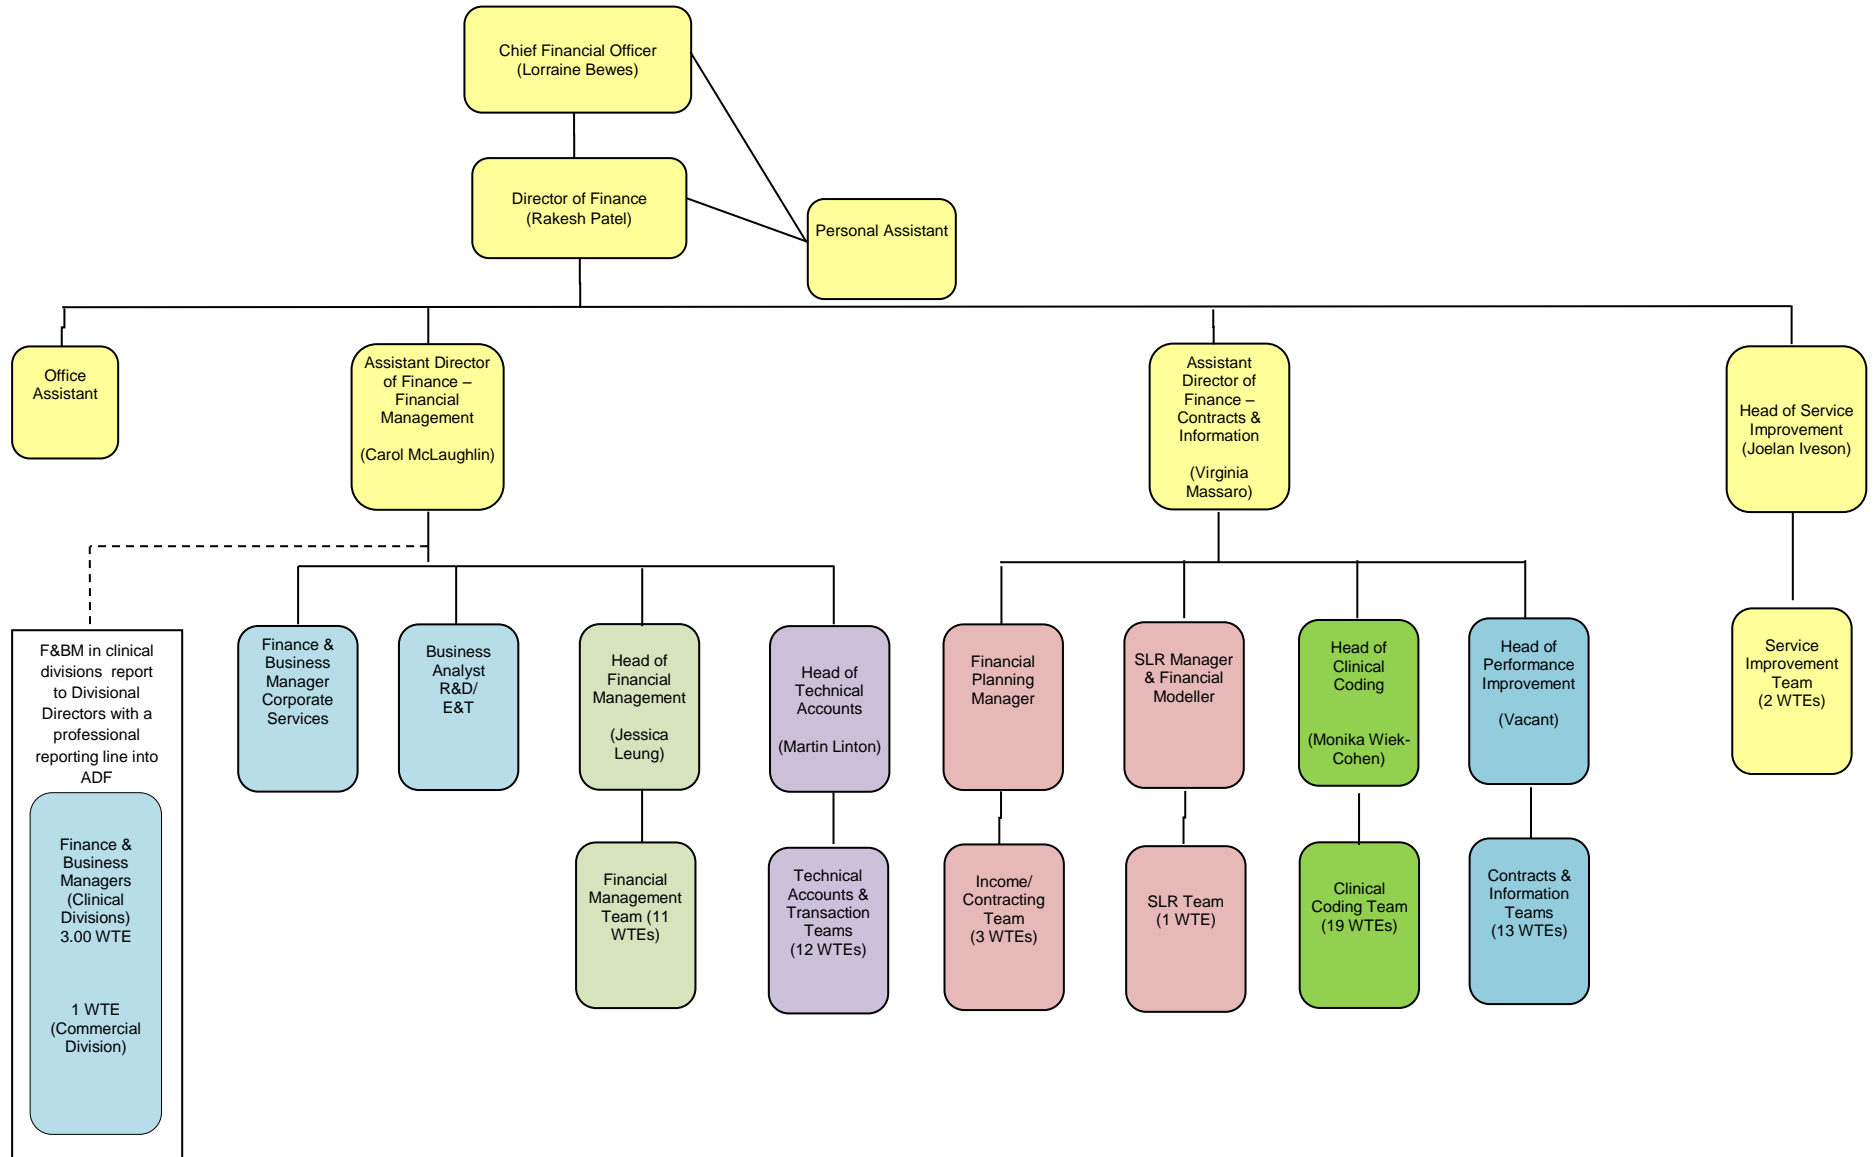 Chief Financial Officer
(Lorraine Bewes)
Director of Finance
(Rakesh Patel)
Personal Assistant
Office
Assistant
Assistant Director
of Finance –
Financial
Management
(Carol McLaughlin)
Assistant
Director of
Finance –
Contracts &
Information
(Virginia
Massaro)
Head of Service
Improvement
(Joelan Iveson)
F&BM in clinical
divisions report
to Divisional
Directors with a
professional
reporting line into
ADF
Finance &
Business
Managers
(Clinical
Divisions)
3.00 WTE
1 WTE
(Commercial
Division)
Finance &
Business
Manager
Corporate
Services
Business
Analyst
R&D/
E&T
Head of
Financial
Management
(Jessica
Leung)
Head of
Technical
Accounts
(Martin Linton)
Financial
Planning
Manager
SLR Manager
& Financial
Modeller
Head of
Clinical
Coding
(Monika Wiek-
Cohen)
Head of
Performance
Improvement
(Vacant)
Service
Improvement
Team
(2 WTEs)
Financial
Management
Team (11
WTEs)
Technical
Accounts &
Transaction
Teams
(12 WTEs)
Income/
Contracting
Team
(3 WTEs)
SLR Team
(1 WTE)
Clinical
Coding Team
(19 WTEs)
Contracts &
Information
Teams
(13 WTEs)